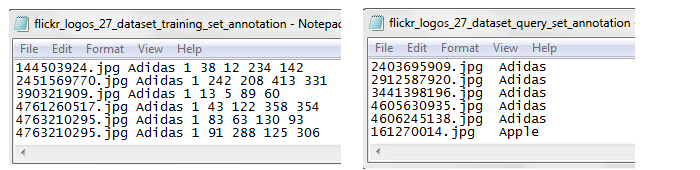 flickr_logos_27_dataset_training_set_annotation - Notepad
File Edit Format View Help
144503924.jpg Adidas 1 38 12 234 142
2451569770.jpg Adidas 1 242 208 413 331
390321909.jpg Adidas 1 13 5 89 60
4761260517.jpg Adidas 1 43 122 358 354
4763210295.jpg Adidas 1 83 63 130 93
4763210295.jpg Adidas 1 91 288 125 306
flickr_logos_27_dataset_query_set_annotation -
File Edit Format View Help
2403695909.jpg Adidas
2912587920.jpg Adidas
3441398196.jpg Adidas
4605630935.jpg Adidas
4606245138.jpg Adidas
161270014.jpg Apple